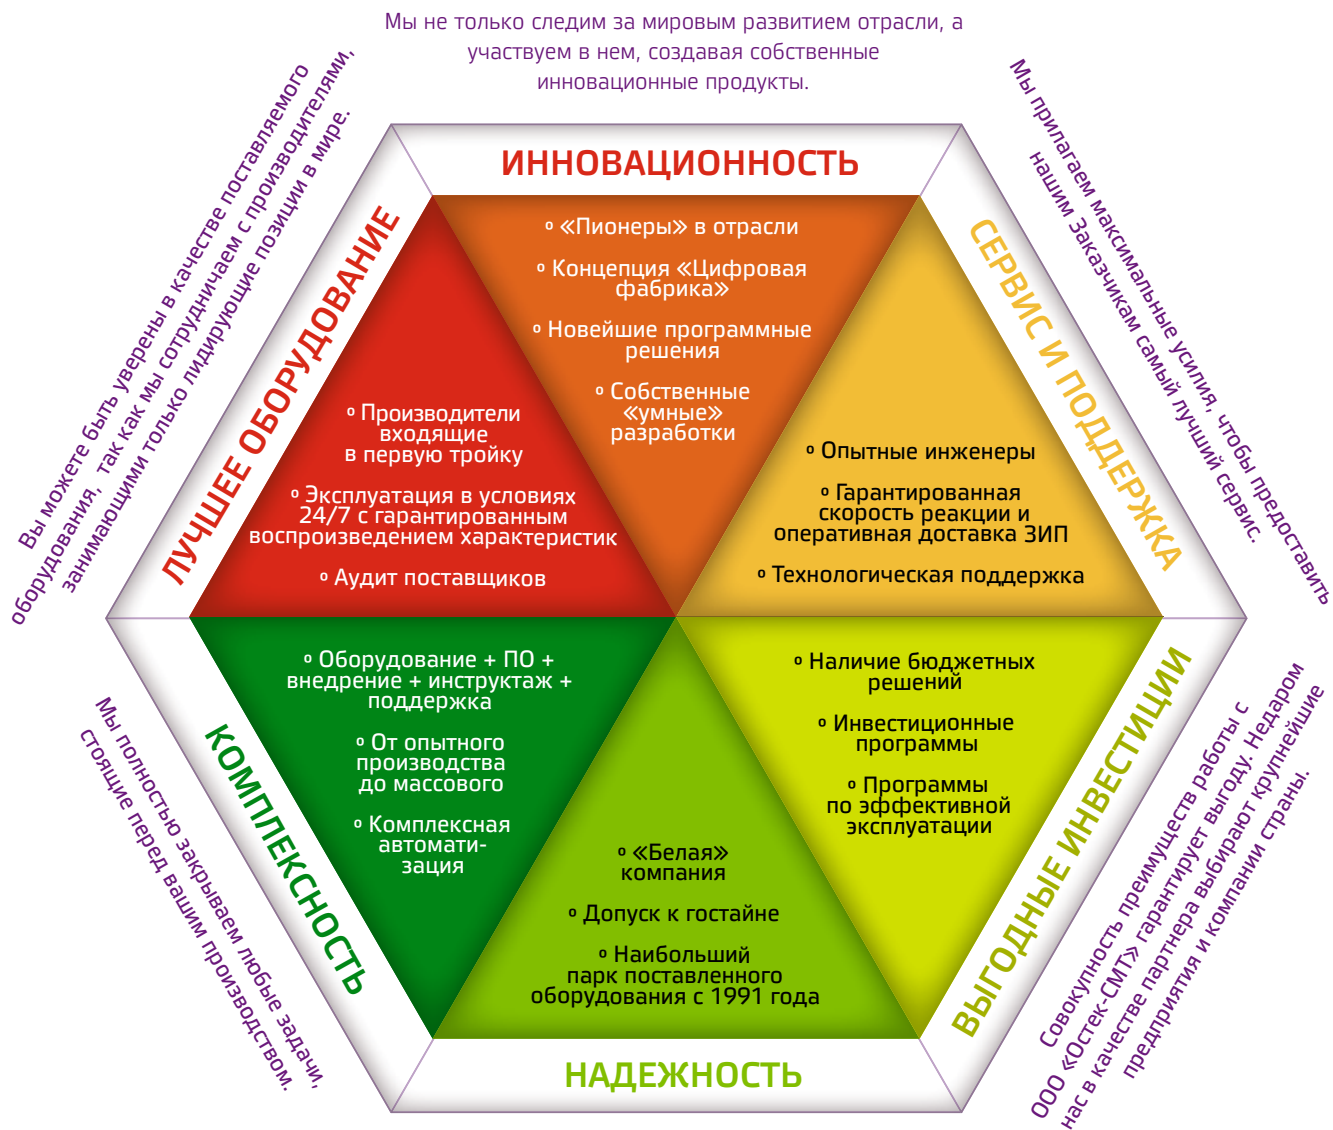 Мы не только следим за мировым развитием отрасли, а
участвуем в нем, создавая собственные
инновационные продукты.
ИННОВАЦИОННОСТЬ
º «Пионеры» в отрасли
º Концепция «Цифровая
фабрика»
º Новейшие программные
решения
º Собственные
«умные»
разработки
Мы прилагаем максимальные усилия, чтобы предоставить
нашим Заказчикам самый лучший сервис.
СЕРВИС И ПОДДЕРЖКА
º Опытные инженеры
º Гарантированная
скорость реакции и
оперативная доставка ЗИП
º Технологическая поддержка
Совокупность преимуществ работы с
ООО «Остек-СМТ» гарантирует выгоду. Недаром
нас в качестве партнера выбирают крупнейшие
предприятия и компании страны.
ВЫГОДНЫЕ ИНВЕСТИЦИИ
º Наличие бюджетных
решений
º Инвестиционные
программы
º Программы
по эффективной
эксплуатации
НАДЕЖНОСТЬ
º «Белая»
компания
º Допуск к гостайне
º Наибольший
парк поставленного
оборудования с 1991 года
Мы полностью закрываем любые задачи,
стоящие перед вашим производством.
КОМПЛЕКСНОСТЬ
º Оборудование + ПО +
внедрение + инструктаж +
поддержка
º От опытного
производства
до массового
º Комплексная
автомати-
зация
Вы можете быть уверены в качестве поставляемого
оборудования, так как мы сотрудничаем с производителями,
занимающими только лидирующие позиции в мире.
ЛУЧШЕЕ ОБОРУДОВАНИЕ
º Производители
входящие
в первую тройку
º Эксплуатация в условиях
24/7 с гарантированным
воспроизведением характеристик
º Аудит поставщиков